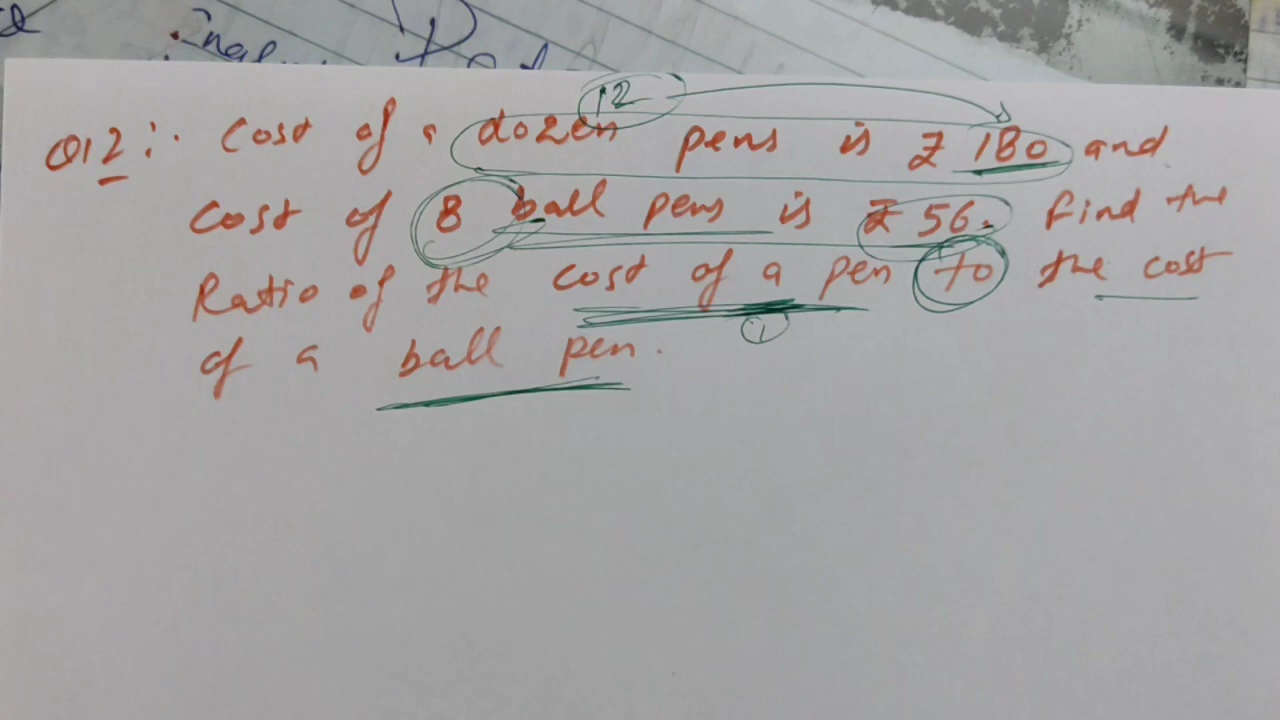 12
Q12:. Cost of a dozen pens is ₹ 180 and
Cost of 8 ball pens is ₹ 56. Find the
Ratio of the cost of a pen to the cost
1
of a ball pen.